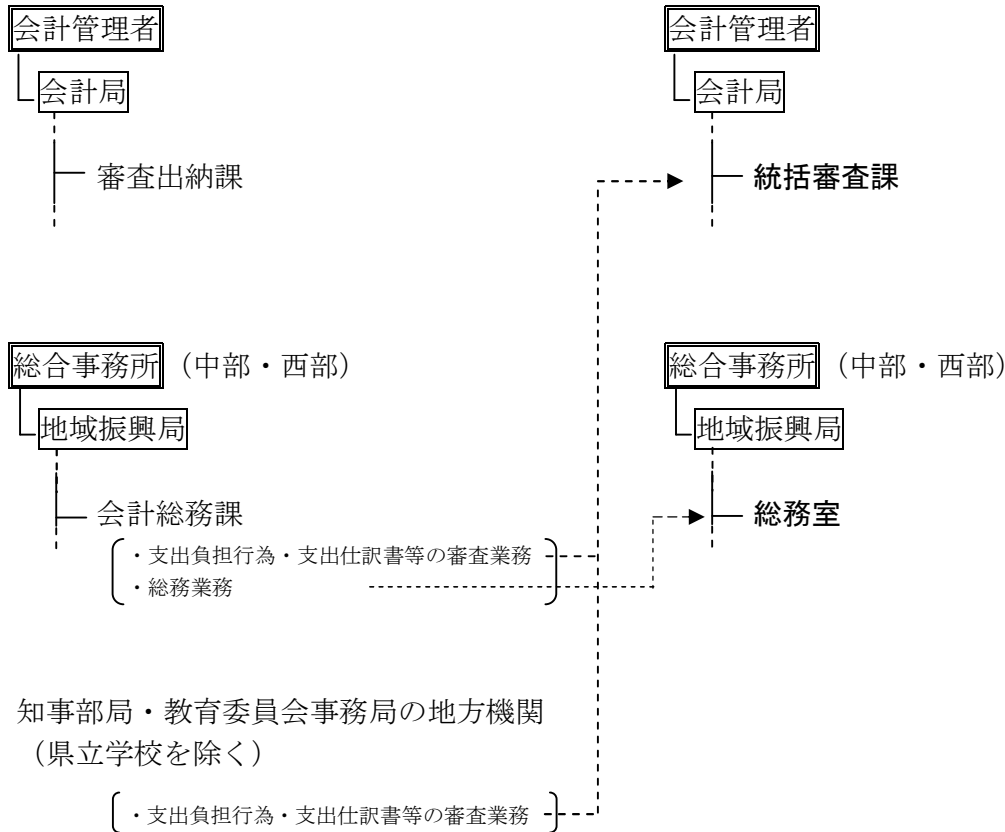 会計管理者
会計局
審査出納課
会計管理者
会計局
統括審査課
総合事務所（中部・西部）
地域振興局
会計総務課
・支出負担行為・支出仕訳書等の審査業務
・総務業務
総合事務所（中部・西部）
地域振興局
総務室
知事部局・教育委員会事務局の地方機関
（県立学校を除く）
・支出負担行為・支出仕訳書等の審査業務